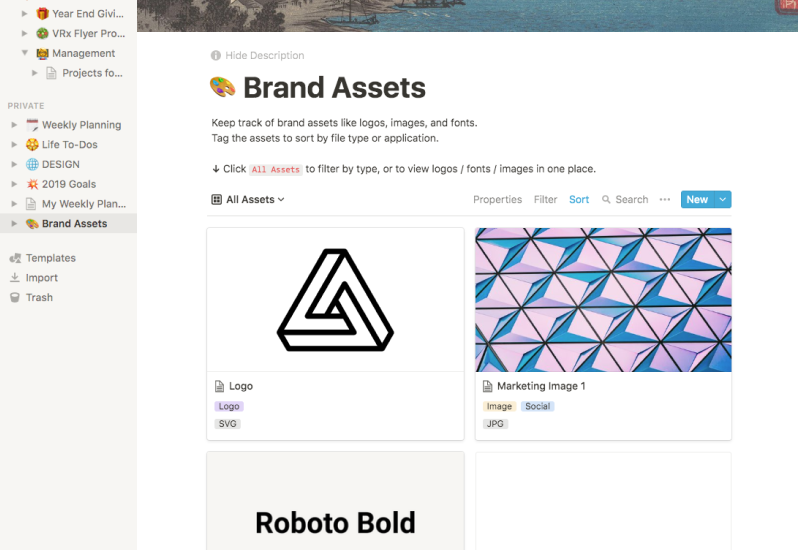 Year End Givi...
VRx Flyer Pro...
Management
Projects fo...
PRIVATE
Weekly Planning
Life To-Dos
DESIGN
2019 Goals
My Weekly Plan...
Brand Assets
Templates
Import
Trash
Hide Description
Brand Assets
Keep track of brand assets like logos, images, and fonts.
Tag the assets to sort by file type or application.
↓ Click All Assets to filter by type, or to view logos / fonts / images in one place.
All Assets Properties Filter Sort Search ••• New
Logo
Logo
SVG
Marketing Image 1
Image Social
JPG
Roboto Bold